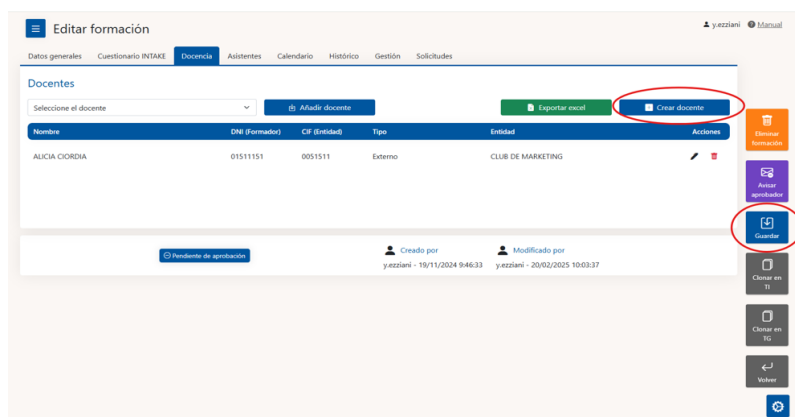 Editar formación
y.ezziani Manual
Datos generales Cuestionario INTAKE Docencia Asistentes Calendario Histórico Gestión Solicitudes
Docentes
Seleccione el docente Añadir docente Exportar excel Crear docente
Nombre DNI (Formador) CIF (Entidad) Tipo Entidad Acciones
ALICIA CIORDIA 01511151 0051511 Externo CLUB DE MARKETING
Pendiente de aprobación
Creado por
y.ezziani - 19/11/2024 9:46:33
Modificado por
y.ezziani - 20/02/2025 10:03:37
Eliminar
formación
Avisar
aprobador
Guardar
Clonar en
TI
Clonar en
TG
Volver